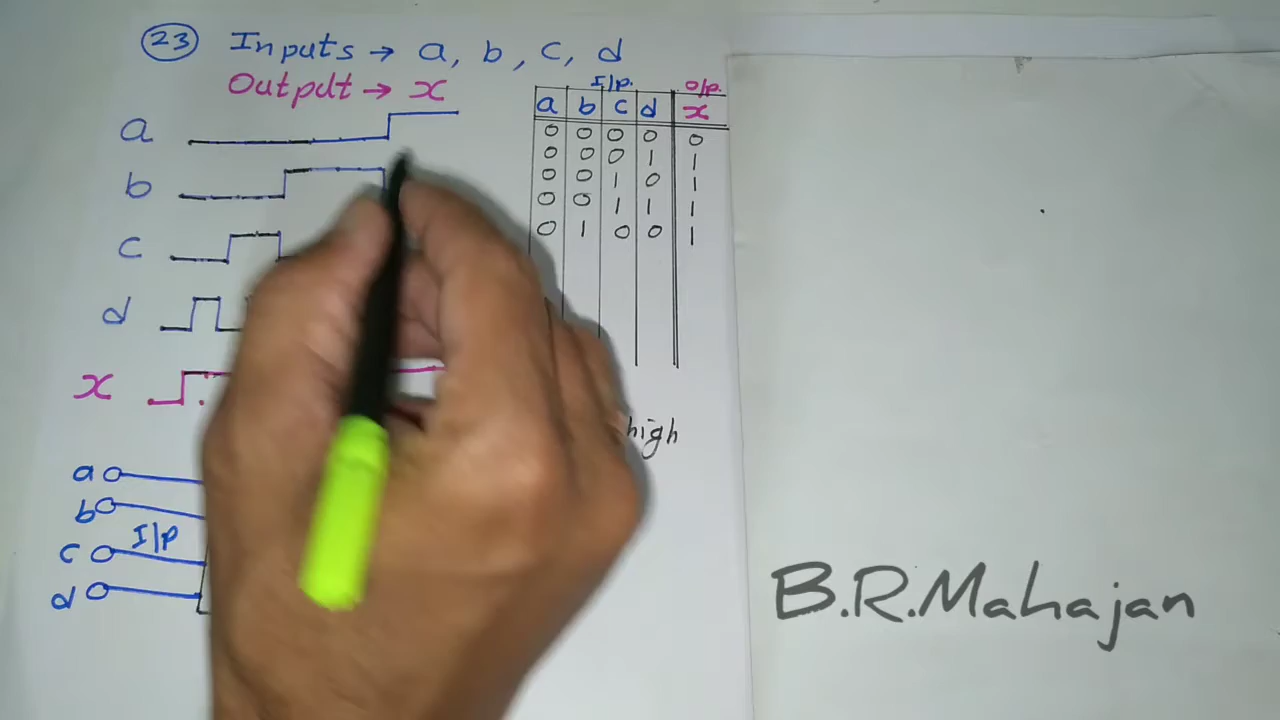 23 Inputs → a, b, c, d
Output → x
a
b
c
d
x
I/p. O/p.
a b c d x
0 0 0 0 0
0 0 0 1 1
0 0 1 0 1
0 0 1 1 1
0 1 0 0 1
high
a
b
c I/p
d
B.R.Mahajan